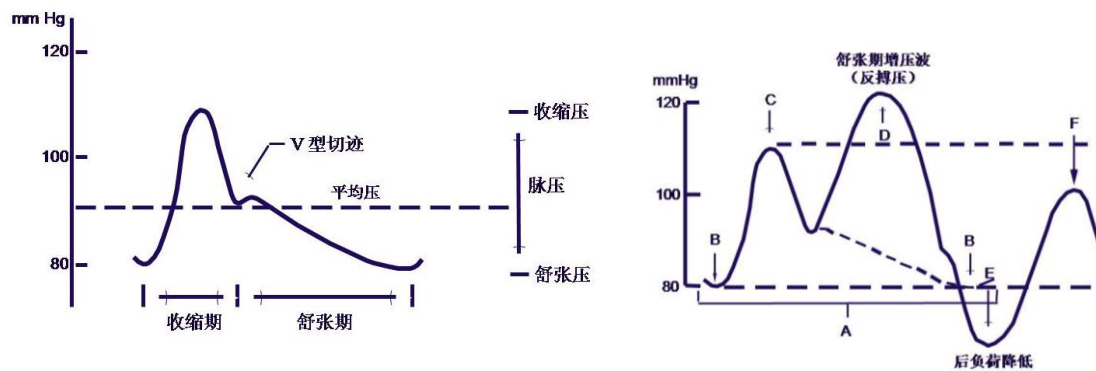 mm Hg
120
100
80
V 型切迹
平均压
收缩压
脉压
舒张压
收缩期
舒张期
舒张期增压波
（反搏压）
mmHg
120
100
80
C
D
F
B
B
E
A
后负荷降低